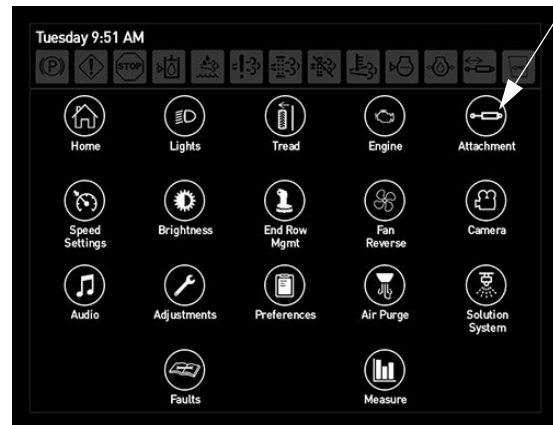 Tuesday 9:51 AM
(P) STOP
Home Lights Tread Engine Attachment
Speed Settings Brightness End Row Mgmt Fan Reverse Camera
Audio Adjustments Preferences Air Purge Solution System
Faults Measure